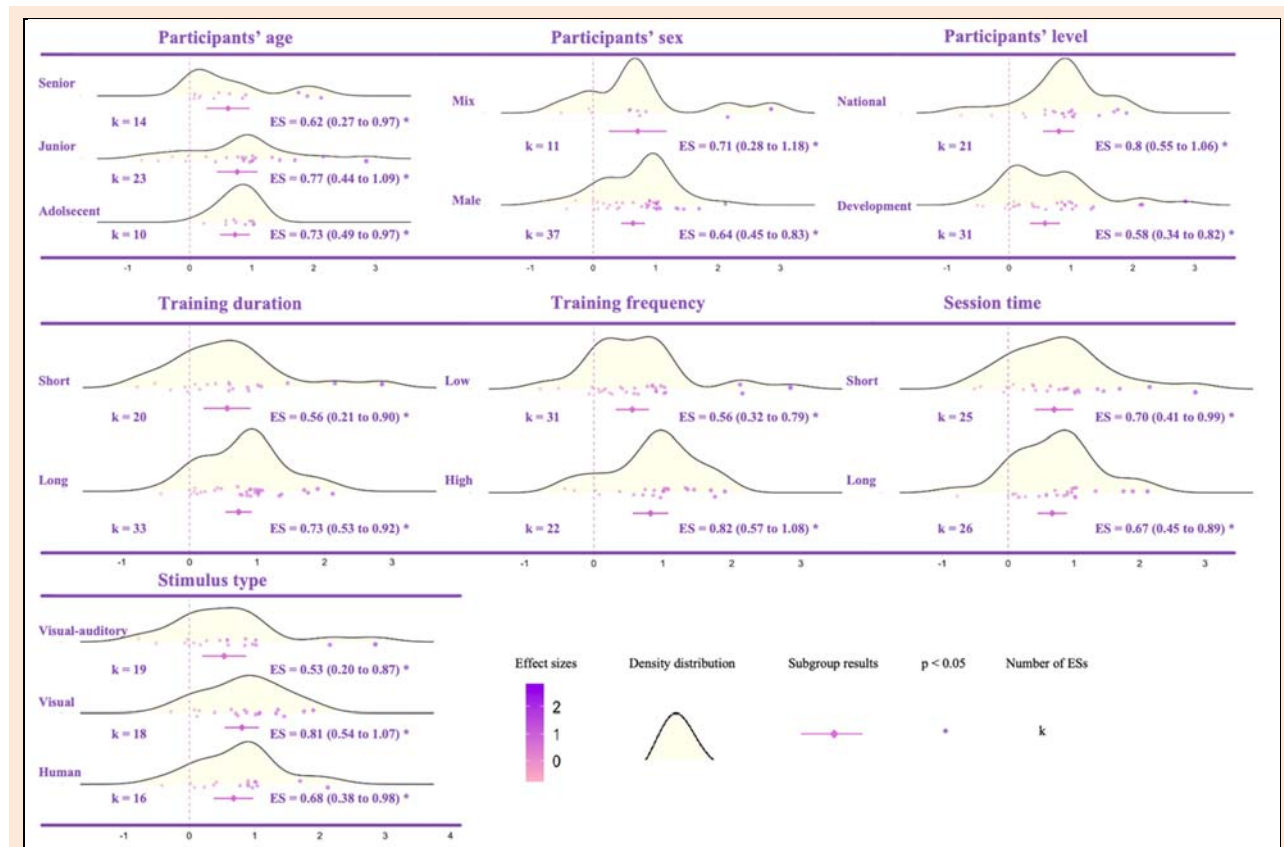 Participants’ age
Participants’ sex
Participants’ level
Senior
k = 14
ES = 0.62 (0.27 to 0.97) *
Junior
k = 23
ES = 0.77 (0.44 to 1.09) *
Adolsecent
k = 10
ES = 0.73 (0.49 to 0.97) *
-1 0 1 2 3
Mix
k = 11
ES = 0.71 (0.28 to 1.18) *
Male
k = 37
ES = 0.64 (0.45 to 0.83) *
-1 0 1 2 3
National
k = 21
ES = 0.8 (0.55 to 1.06) *
Development
k = 31
ES = 0.58 (0.34 to 0.82) *
-1 0 1 2 3
Training duration
Training frequency
Session time
Short
k = 20
ES = 0.56 (0.21 to 0.90) *
Long
k = 33
ES = 0.73 (0.53 to 0.92) *
-1 0 1 2 3
Low
k = 31
ES = 0.56 (0.32 to 0.79) *
High
k = 22
ES = 0.82 (0.57 to 1.08) *
-1 0 1 2 3
Short
k = 25
ES = 0.70 (0.41 to 0.99) *
Long
k = 26
ES = 0.67 (0.45 to 0.89) *
-1 0 1 2 3
Stimulus type
Visual-auditory
k = 19
ES = 0.53 (0.20 to 0.87) *
Visual
k = 18
ES = 0.81 (0.54 to 1.07) *
Human
k = 16
ES = 0.68 (0.38 to 0.98) *
-1 0 1 2 3 4
Effect sizes
2
1
0
Density distribution
Subgroup results
p < 0.05
*
Number of ESs
k